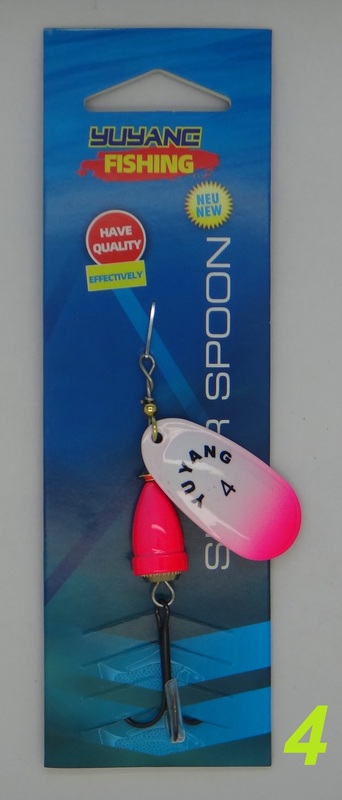 YUYANG
FISHING
NEU
NEW
HAVE
QUALITY
EFFECTIVELY
SPOON
YUYANG
4
4